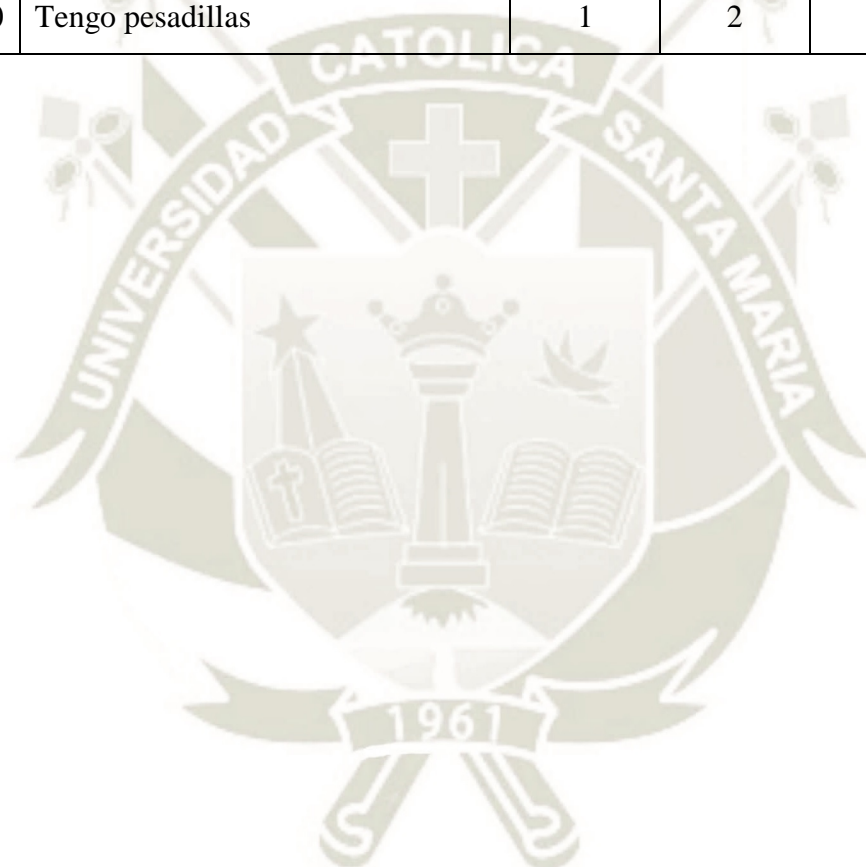 0 Tengo pesadillas 1 2
CATOLICA
UNIVERSIDAD
SANTA MARIA
1961